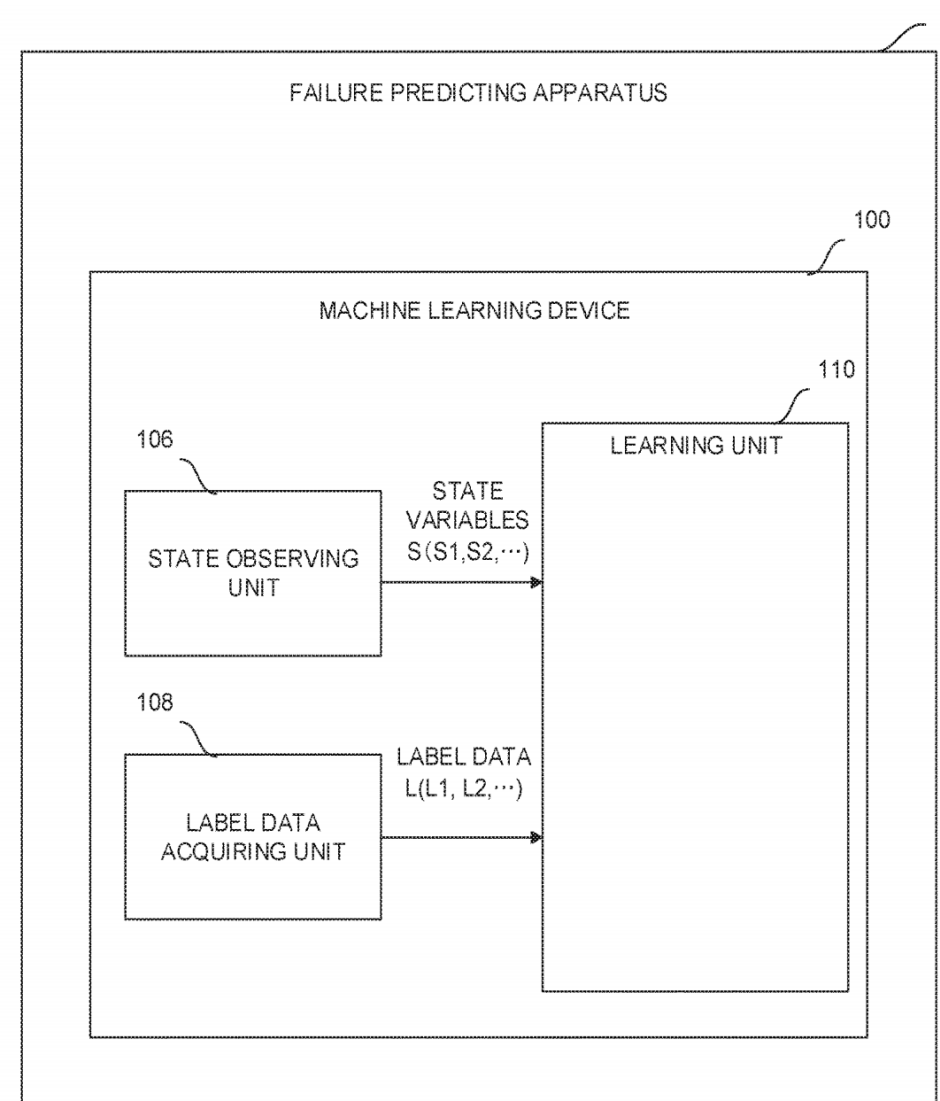 FAILURE PREDICTING APPARATUS
100
MACHINE LEARNING DEVICE
110
LEARNING UNIT
106
STATE OBSERVING
UNIT
STATE
VARIABLES
S(S1,S2,⋯)
108
LABEL DATA
ACQUIRING UNIT
LABEL DATA
L(L1, L2,⋯)